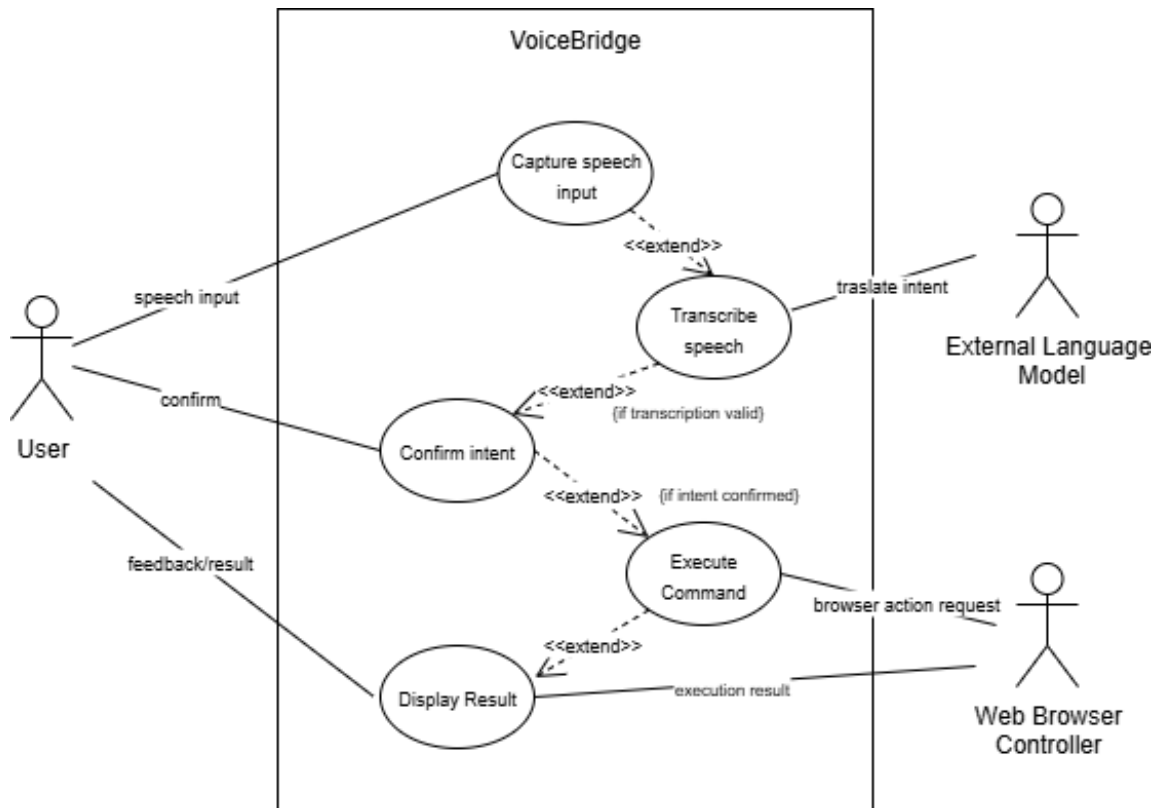 VoiceBridge
Capture speech
input
<<extend>>
speech input
Transcribe
speech
traslate intent
External Language
Model
<<extend>>
{if transcription valid}
confirm
User
Confirm intent
<<extend>>
{if intent confirmed}
Execute
Command
feedback/result
browser action request
<<extend>>
Display Result
execution result
Web Browser
Controller